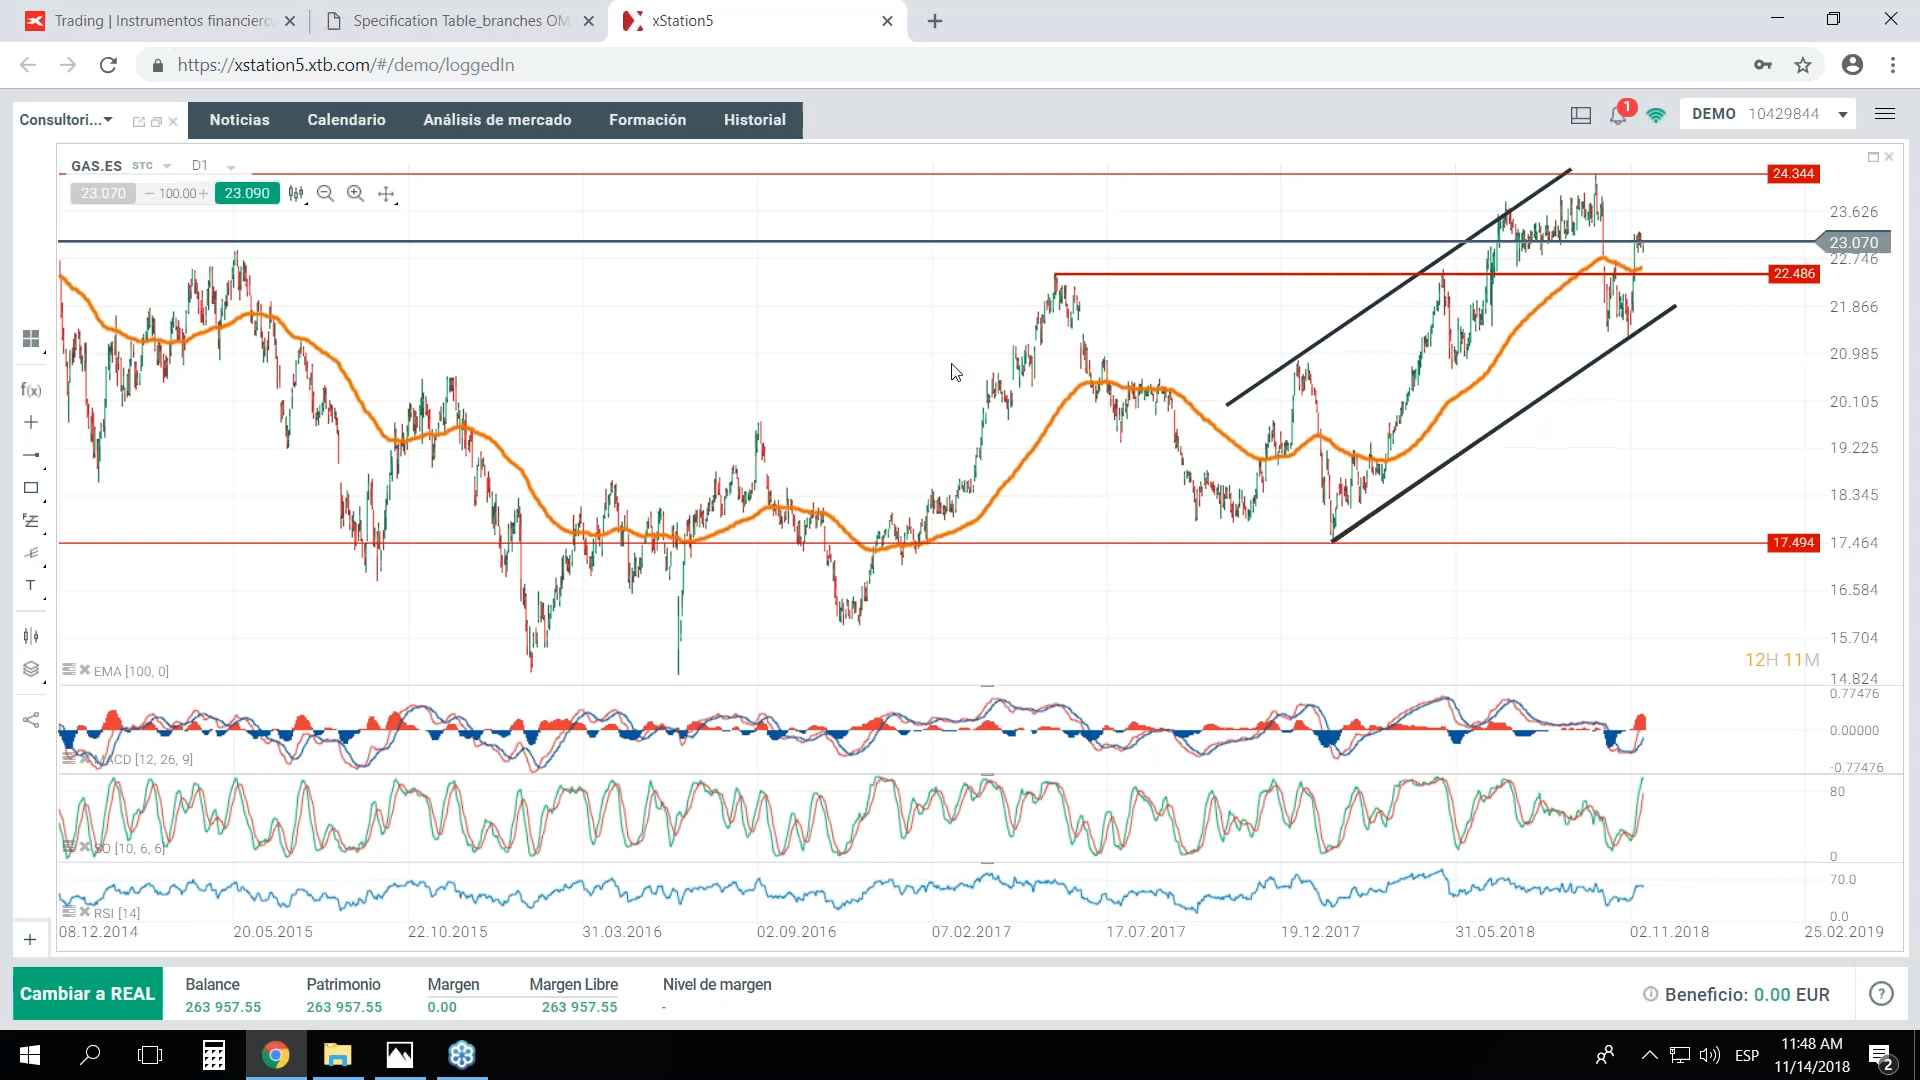 Trading | Instrumentos financiero
Specification Table_branches OM
xStation5
https://xstation5.xtb.com/#/demo/loggedIn
Consultori...
Noticias
Calendario
Análisis de mercado
Formación
Historial
1
DEMO 10429844
GAS.ES STC D1
23.070 − 100.00 + 23.090
24.344
23.626
23.070
22.746
22.486
21.866
20.985
20.105
19.225
18.345
17.494
17.464
16.584
15.704
12H 11M
14.824
f(x)
T
EMA [100, 0]
0.77476
0.00000
-0.77476
MACD [12, 26, 9]
80
0
SO [10, 6, 6]
70.0
0.0
RSI [14]
08.12.2014
20.05.2015
22.10.2015
31.03.2016
02.09.2016
07.02.2017
17.07.2017
19.12.2017
31.05.2018
02.11.2018
25.02.2019
Cambiar a REAL
Balance
263 957.55
Patrimonio
263 957.55
Margen
0.00
Margen Libre
263 957.55
Nivel de margen
-
Beneficio: 0.00 EUR
?
ESP
11:48 AM
11/14/2018
2